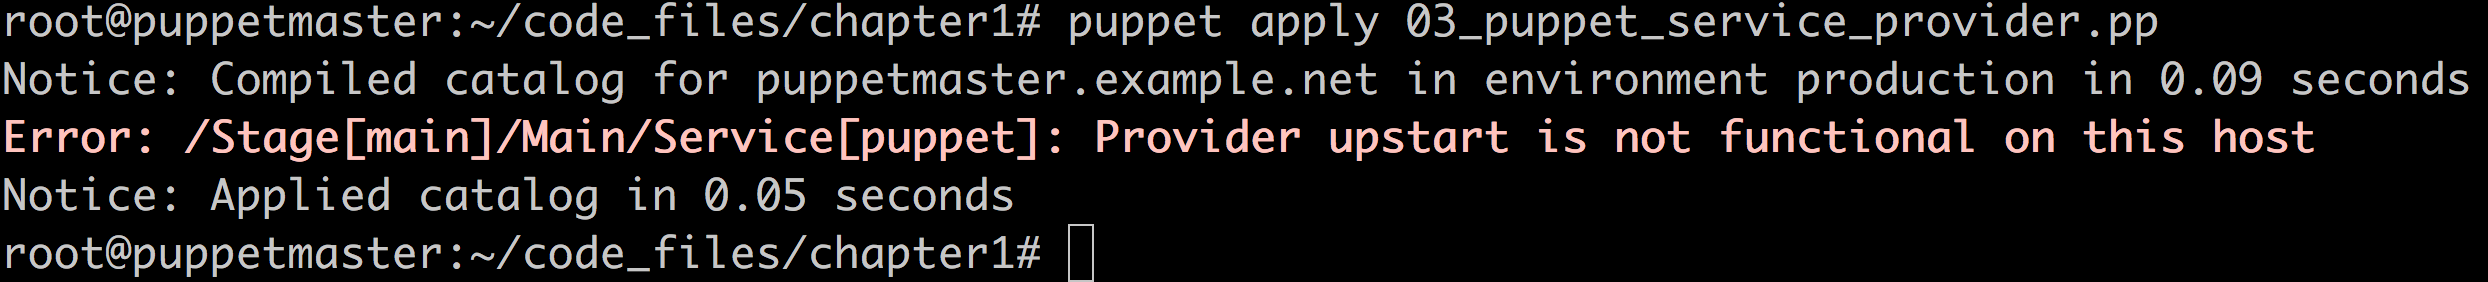 root@puppetmaster:~/code_files/chapter1# puppet apply 03_puppet_service_provider.pp
Notice: Compiled catalog for puppetmaster.example.net in environment production in 0.09 seconds
Error: /Stage[main]/Main/Service[puppet]: Provider upstart is not functional on this host
Notice: Applied catalog in 0.05 seconds
root@puppetmaster:~/code_files/chapter1#